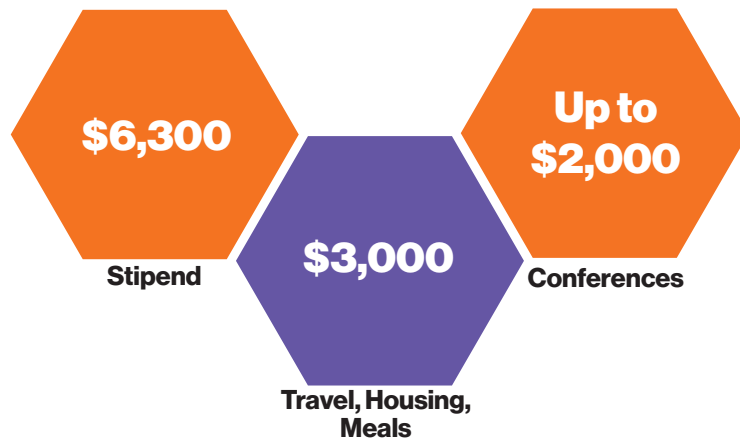 $6,300
Stipend
$3,000
Travel, Housing,
Meals
Up to
$2,000
Conferences